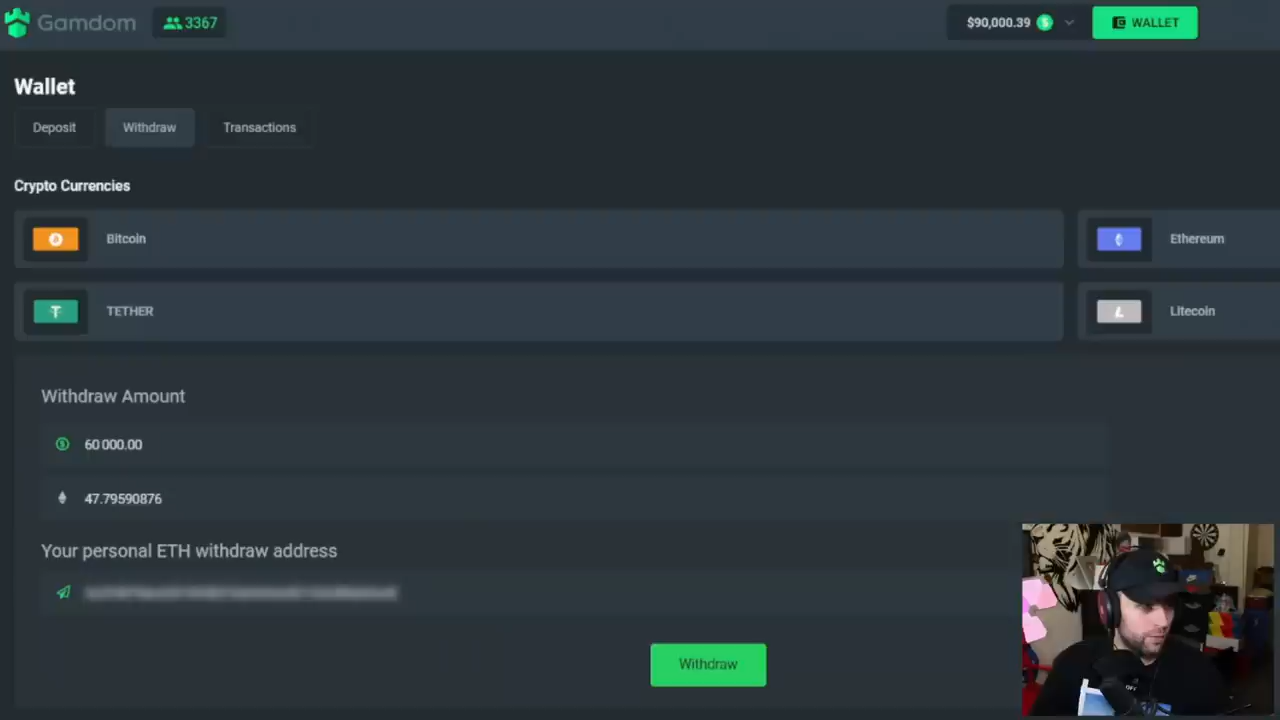 Gamdom 3367 $90,000.39 WALLET
Wallet
Deposit Withdraw Transactions
Crypto Currencies
Bitcoin Ethereum
TETHER Litecoin
Withdraw Amount
60 000.00
47.79590876
Your personal ETH withdraw address
Withdraw